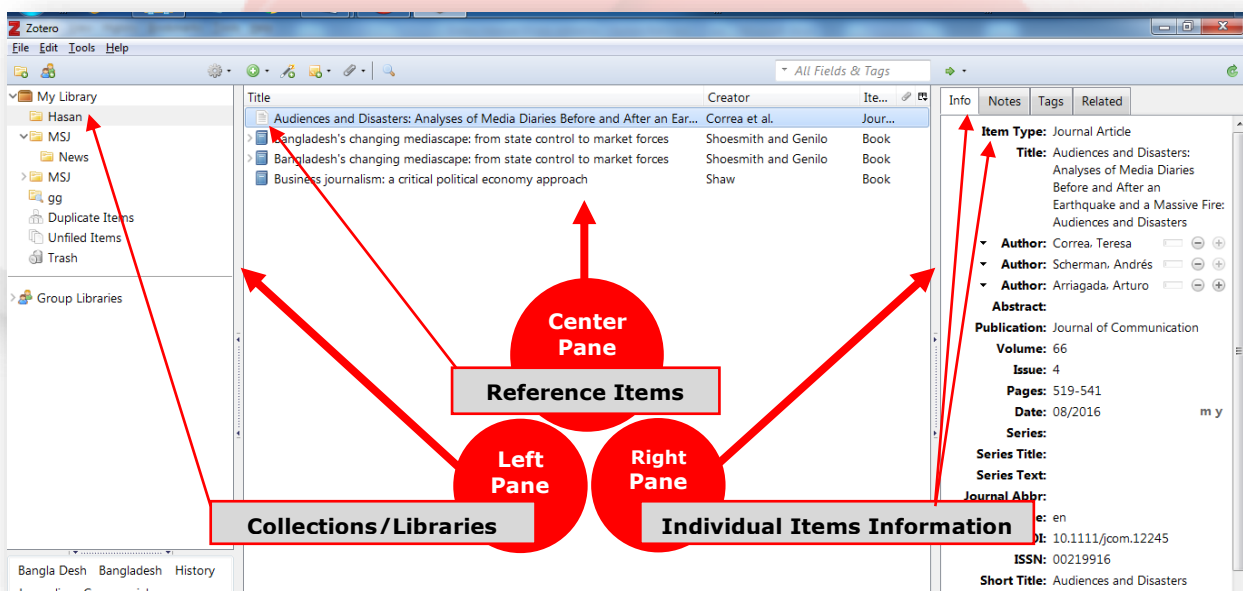 Zotero
File Edit Tools Help
All Fields & Tags
My Library
Hasan
MSJ
News
MSJ
gg
Duplicate Items
Unfiled Items
Trash
Group Libraries
Bangla Desh Bangladesh History
Title Creator Ite...
Audiences and Disasters: Analyses of Media Diaries Before and After an Ear... Correa et al. Jour...
Bangladesh's changing mediascape: from state control to market forces Shoesmith and Genilo Book
Bangladesh's changing mediascape: from state control to market forces Shoesmith and Genilo Book
Business journalism: a critical political economy approach Shaw Book
Center
Pane
Reference Items
Left
Pane
Right
Pane
Collections/Libraries
Individual Items Information
Info Notes Tags Related
Item Type: Journal Article
Title: Audiences and Disasters:
Analyses of Media Diaries
Before and After an
Earthquake and a Massive Fire:
Audiences and Disasters
Author: Correa, Teresa
Author: Scherman, Andrés
Author: Arriagada, Arturo
Abstract:
Publication: Journal of Communication
Volume: 66
Issue: 4
Pages: 519-541
Date: 08/2016 m y
Series:
Series Title:
Series Text:
Journal Abbr:
en
10.1111/jcom.12245
ISSN: 00219916
Short Title: Audiences and Disasters